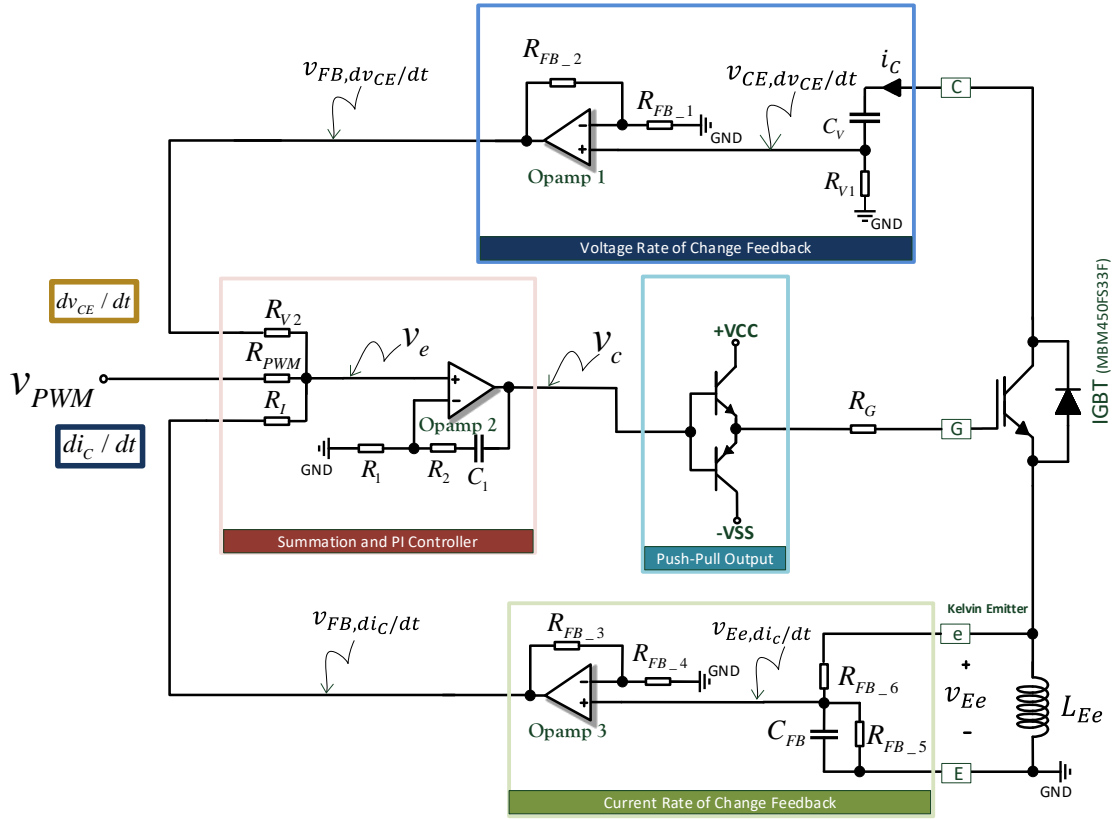 v_{FB,dv_{CE}/dt}
R_{FB_2}
R_{FB_1}
GND
Opamp 1
v_{CE,dv_{CE}/dt}
i_C
C
C_V
R_{V1}
GND
Voltage Rate of Change Feedback
dv_{CE} / dt
v_{PWM}
di_C / dt
R_{V2}
R_{PWM}
R_I
v_e
Opamp 2
GND
R_1
R_2
C_1
Summation and PI Controller
v_c
+VCC
-VSS
Push-Pull Output
R_G
G
IGBT (MBM450FS33F)
v_{FB,di_C/dt}
R_{FB_3}
R_{FB_4}
GND
Opamp 3
v_{Ee,di_c/dt}
R_{FB_6}
C_{FB}
R_{FB_5}
Current Rate of Change Feedback
Kelvin Emitter
e
+
v_{Ee}
-
L_{Ee}
E
GND